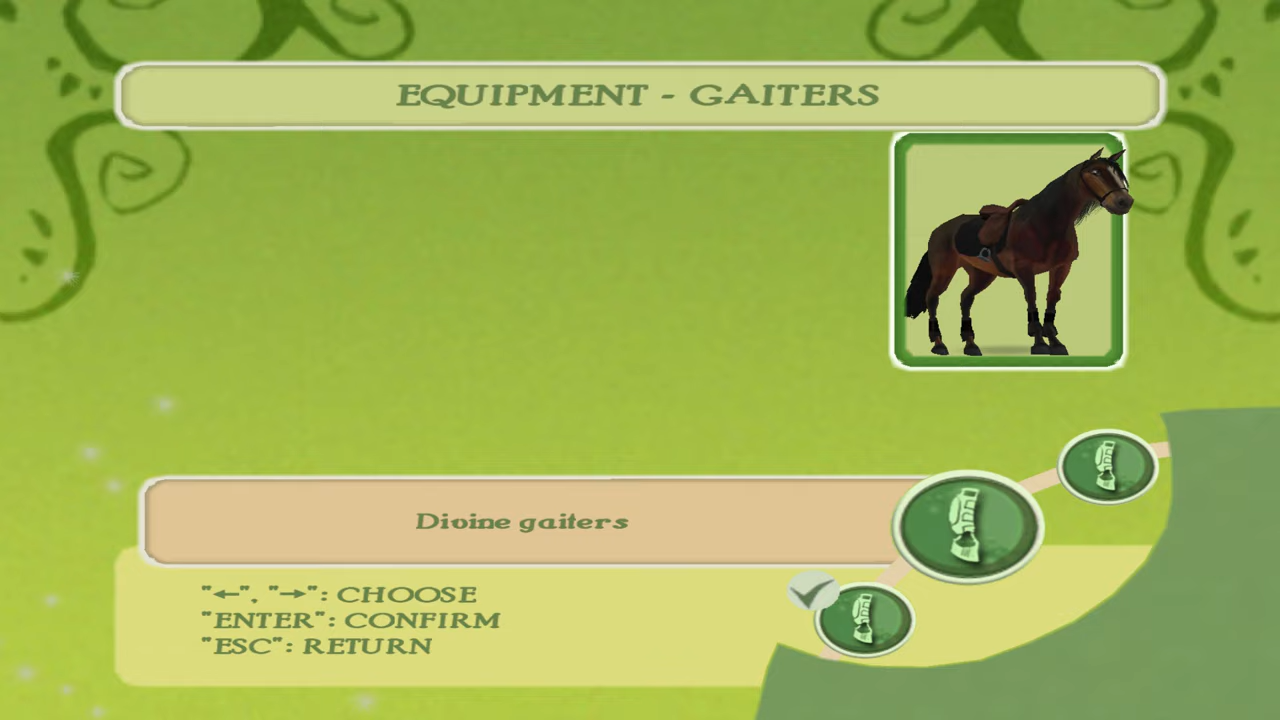 EQUIPMENT - GAITERS
Divine gaiters
"←", "→": CHOOSE
"ENTER": CONFIRM
"ESC": RETURN